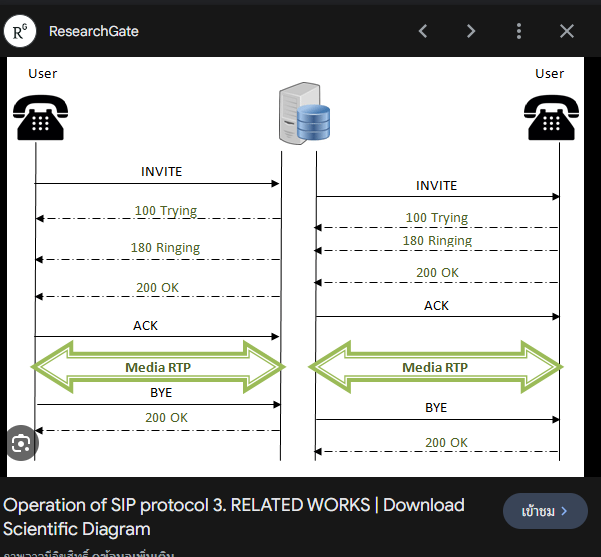 RG
ResearchGate
User
User
INVITE
INVITE
100 Trying
100 Trying
180 Ringing
180 Ringing
200 OK
200 OK
ACK
ACK
Media RTP
Media RTP
BYE
BYE
200 OK
200 OK
Operation of SIP protocol 3. RELATED WORKS | Download
Scientific Diagram
เข้าชม